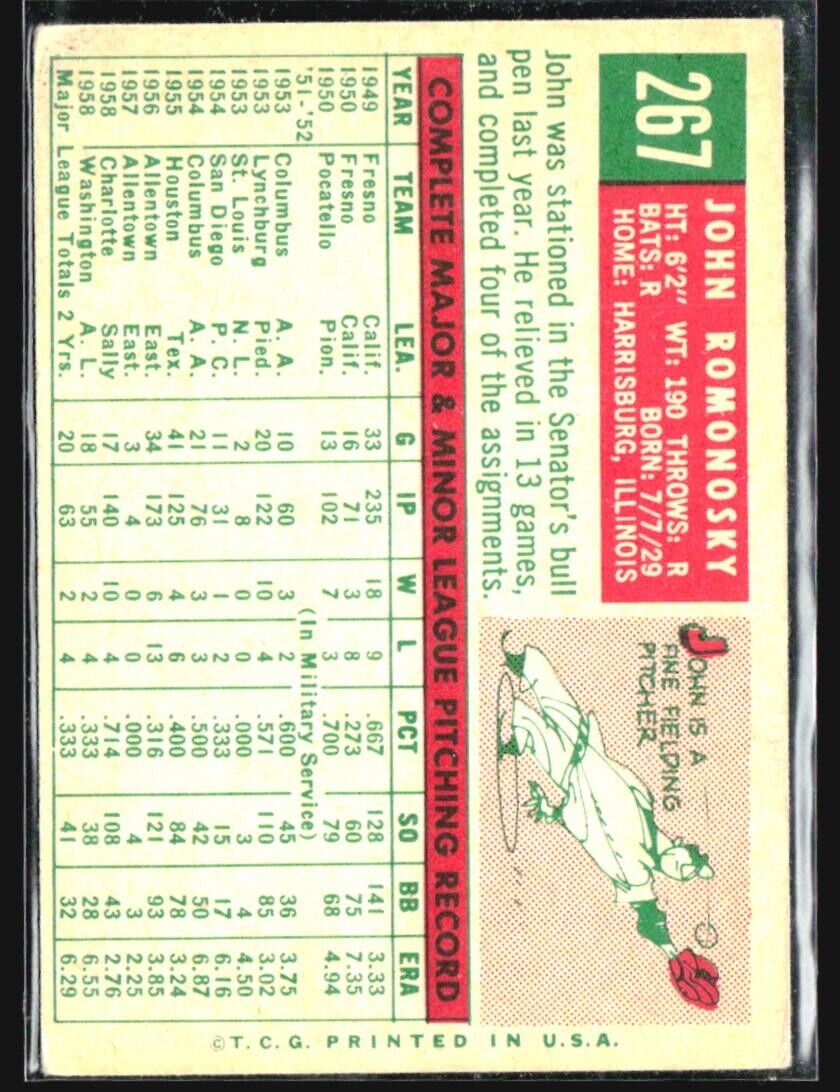 267
JOHN ROMONOSKY
HT: 6'2" WT: 190 THROWS: R
BATS: R BORN: 7/7/29
HOME: HARRISBURG, ILLINOIS
John was stationed in the Senator's bull
pen last year. He relieved in 13 games,
and completed four of the assignments.
JOHN IS A
FINE FIELDING
PITCHER
COMPLETE MAJOR & MINOR LEAGUE PITCHING RECORD
YEAR TEAM LEA. G IP W L PCT SO BB ERA
1949 Fresno Calif. 33 235 18 9 .667 128 141 3.33
1950 Fresno Calif. 16 71 3 8 .273 60 75 7.35
1950 Pocatello Pion. 13 102 7 3 .700 79 68 4.94
'51-'52 (In Military Service)
1953 Columbus A. A. 10 60 3 2 .600 45 36 3.75
1953 Lynchburg Pied. 20 122 10 4 .571 110 85 3.02
1953 St. Louis N. L. 2 8 0 0 .000 3 4 4.50
1954 San Diego P. C. 11 31 1 2 .333 15 17 6.16
1954 Columbus A. A. 21 76 3 3 .500 42 50 6.87
1955 Houston Tex. 41 125 4 6 .400 84 78 3.24
1956 Allentown East. 34 173 6 13 .316 121 93 3.85
1957 Allentown East. 3 4 0 0 .000 4 3 2.25
1958 Charlotte Sally 17 140 10 4 .714 108 43 2.76
1958 Washington A. L. 18 55 2 4 .333 38 28 6.55
Major League Totals 2 Yrs. 20 63 2 4 .333 41 32 6.29
©T.C.G. PRINTED IN U.S.A.